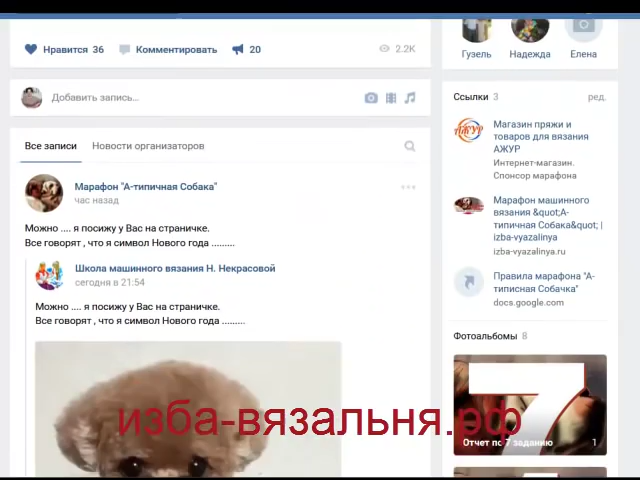 Нравится 36 Комментировать 20 2.2K
Добавить запись...
Все записи Новости организаторов
Марафон "А-типичная Собака"
час назад
Можно .... я посижу у Вас на страничке.
Все говорят , что я символ Нового года .........
Школа машинного вязания Н. Некрасовой
сегодня в 21:54
Можно .... я посижу у Вас на страничке.
Все говорят , что я символ Нового года .........
изба-вязальня.рф
Гузель Надежда Елена
Ссылки 3 ред.
АЖУР
Магазин пряжи и
товаров для вязания
АЖУР
Интернет-магазин.
Спонсор марафона
Марафон машинного
вязания &quot;А-
типичная Собака&quot; |
izba-vyazalinya
izba-vyazalinya.ru
Правила марафона "А-
типисная Собачка"
docs.google.com
Фотоальбомы 8
7
Отчет по 7 заданию 1